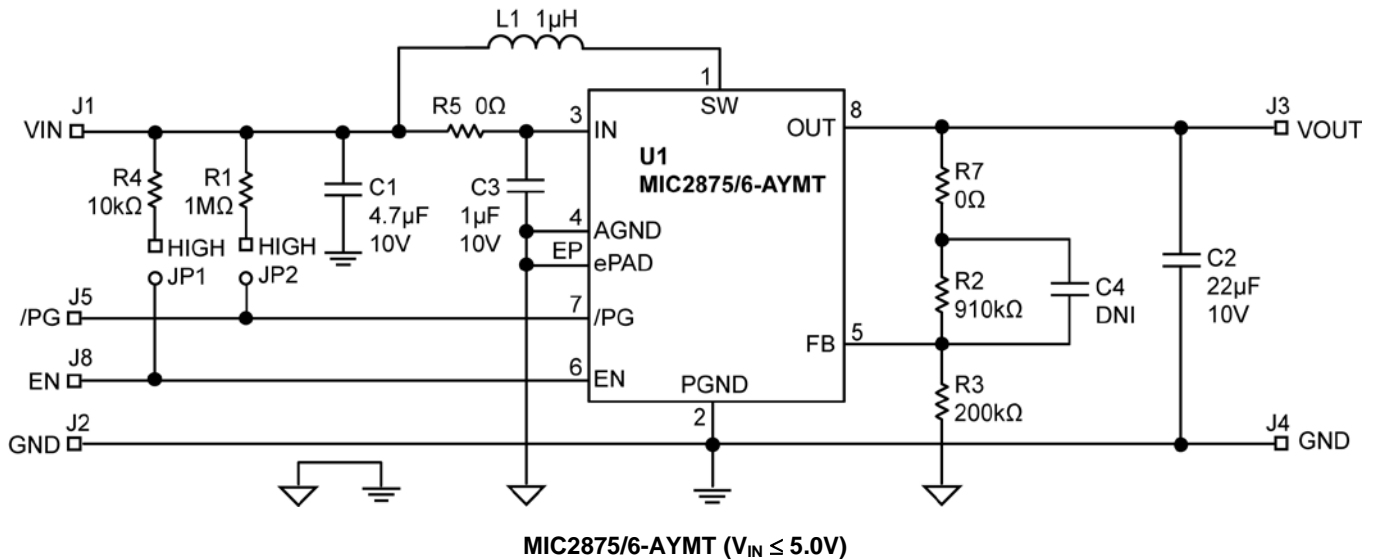 L1 1µH
1
SW
J1
VIN
R5 0Ω
3
IN
8
OUT
J3
VOUT
U1
MIC2875/6-AYMT
R4
10kΩ
R1
1MΩ
C1
4.7µF
10V
C3
1µF
10V
R7
0Ω
HIGH
JP1
HIGH
JP2
4
AGND
EP
ePAD
R2
910kΩ
C4
DNI
C2
22µF
10V
J5
/PG
7
/PG
5
FB
J8
EN
6
EN
PGND
2
R3
200kΩ
J2
GND
J4
GND
MIC2875/6-AYMT (VIN ≤ 5.0V)